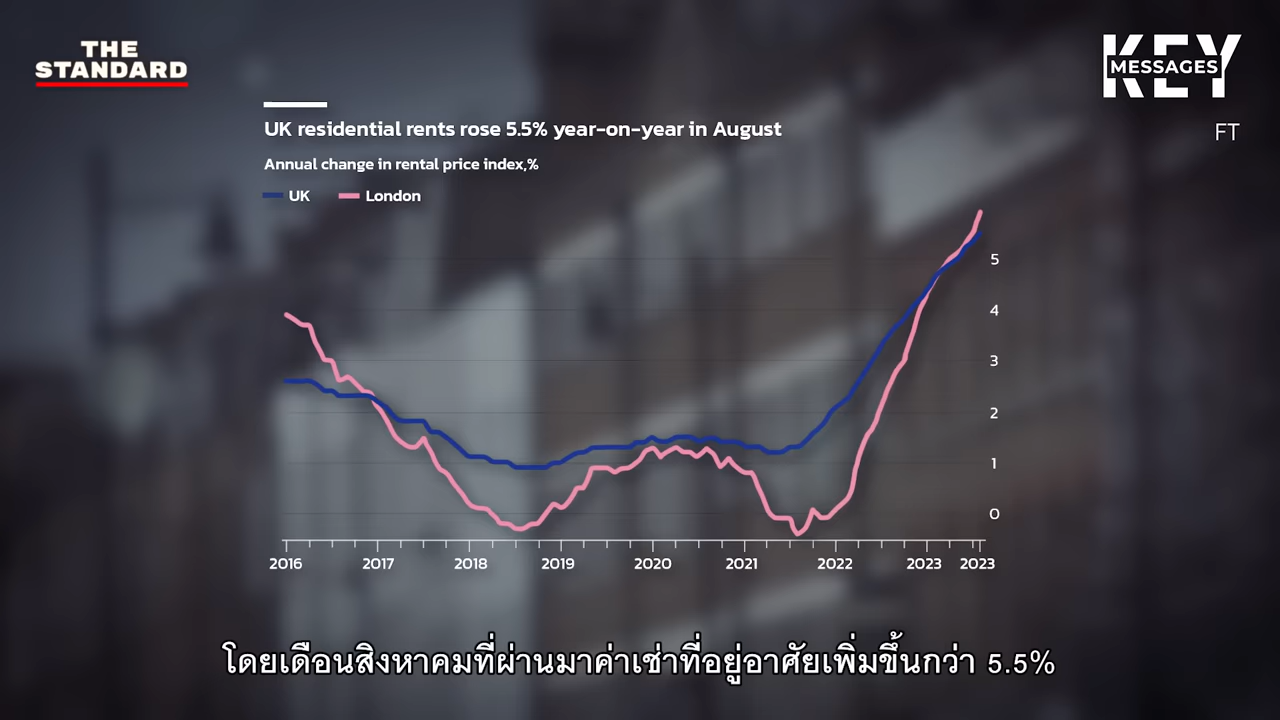 THE
STANDARD
KEY
MESSAGES
FT
UK residential rents rose 5.5% year-on-year in August
Annual change in rental price index,%
UK London
5
4
3
2
1
0
2016 2017 2018 2019 2020 2021 2022 2023 2023
โดยเดือนสิงหาคมที่ผ่านมาค่าเช่าที่อยู่อาศัยเพิ่มขึ้นกว่า 5.5%